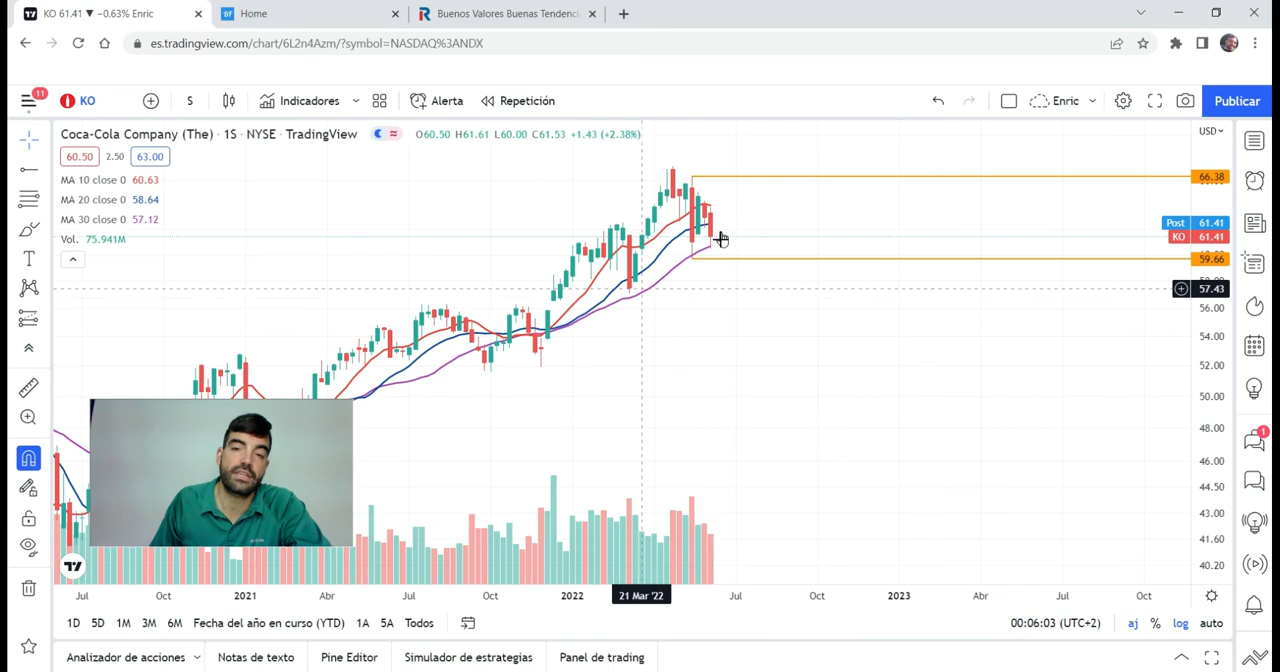 KO 61.41 ▼ −0.63% Enric
Home
Buenos Valores Buenas Tendenci
es.tradingview.com/chart/6L2n4Azm/?symbol=NASDAQ%3ANDX
11
KO
S
Indicadores
Alerta
Repetición
Enric
Publicar
Coca-Cola Company (The) · 1S · NYSE · TradingView
O60.50 H61.61 L60.00 C61.53 +1.43 (+2.38%)
USD
60.50 2.50 63.00
MA 10 close 0 60.63
MA 20 close 0 58.64
MA 30 close 0 57.12
Vol. 75.941M
66.38
Post 61.41
KO 61.41
59.66
57.43
56.00
54.00
52.00
50.00
48.00
46.00
44.50
43.00
41.60
40.20
1
Jul Oct 2021 Abr Jul Oct 2022 21 Mar '22 Jul Oct 2023 Abr Jul Oct
1D 5D 1M 3M 6M Fecha del año en curso (YTD) 1A 5A Todos
00:06:03 (UTC+2) aj % log auto
Analizador de acciones Notas de texto Pine Editor Simulador de estrategias Panel de trading